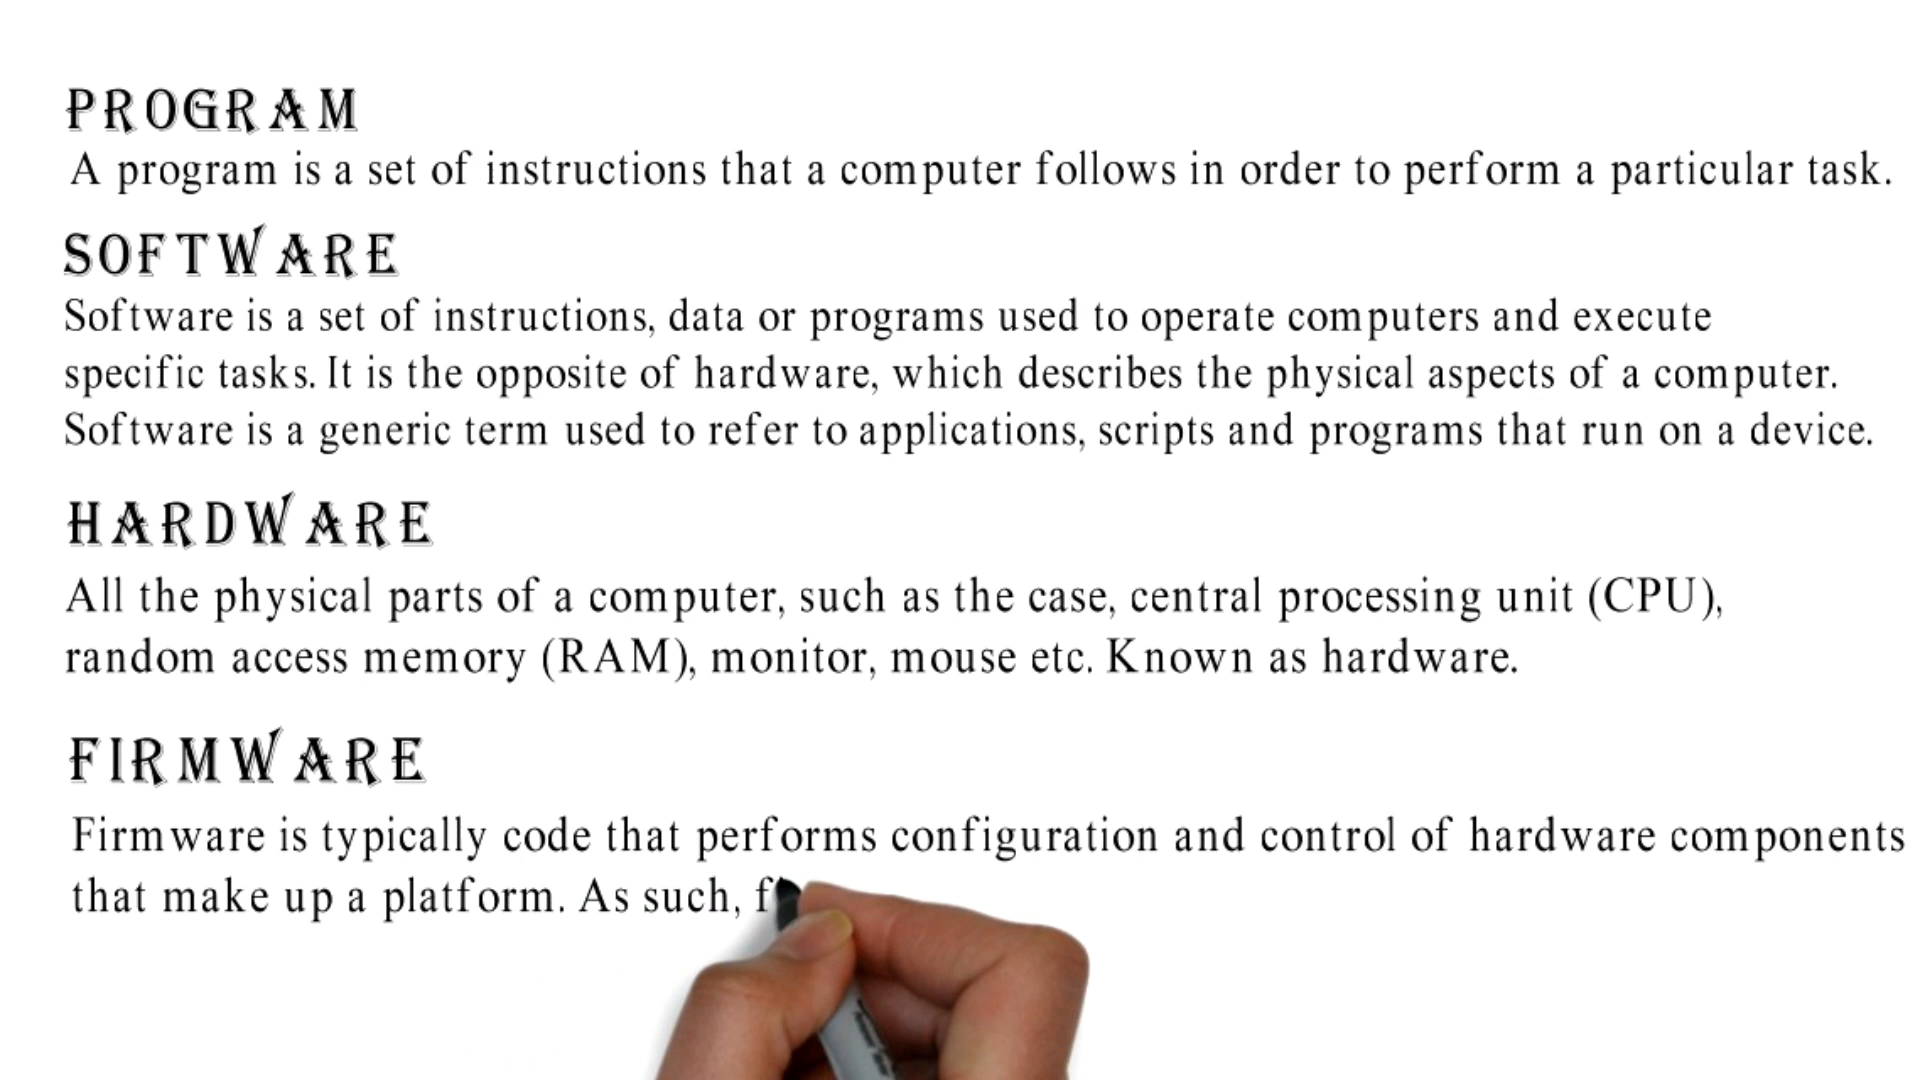 PROGRAM
A program is a set of instructions that a computer follows in order to perform a particular task.
SOFTWARE
Software is a set of instructions, data or programs used to operate computers and execute
specific tasks. It is the opposite of hardware, which describes the physical aspects of a computer.
Software is a generic term used to refer to applications, scripts and programs that run on a device.
HARDWARE
All the physical parts of a computer, such as the case, central processing unit (CPU),
random access memory (RAM), monitor, mouse etc. Known as hardware.
FIRMWARE
Firmware is typically code that performs configuration and control of hardware components
that make up a platform. As such, f